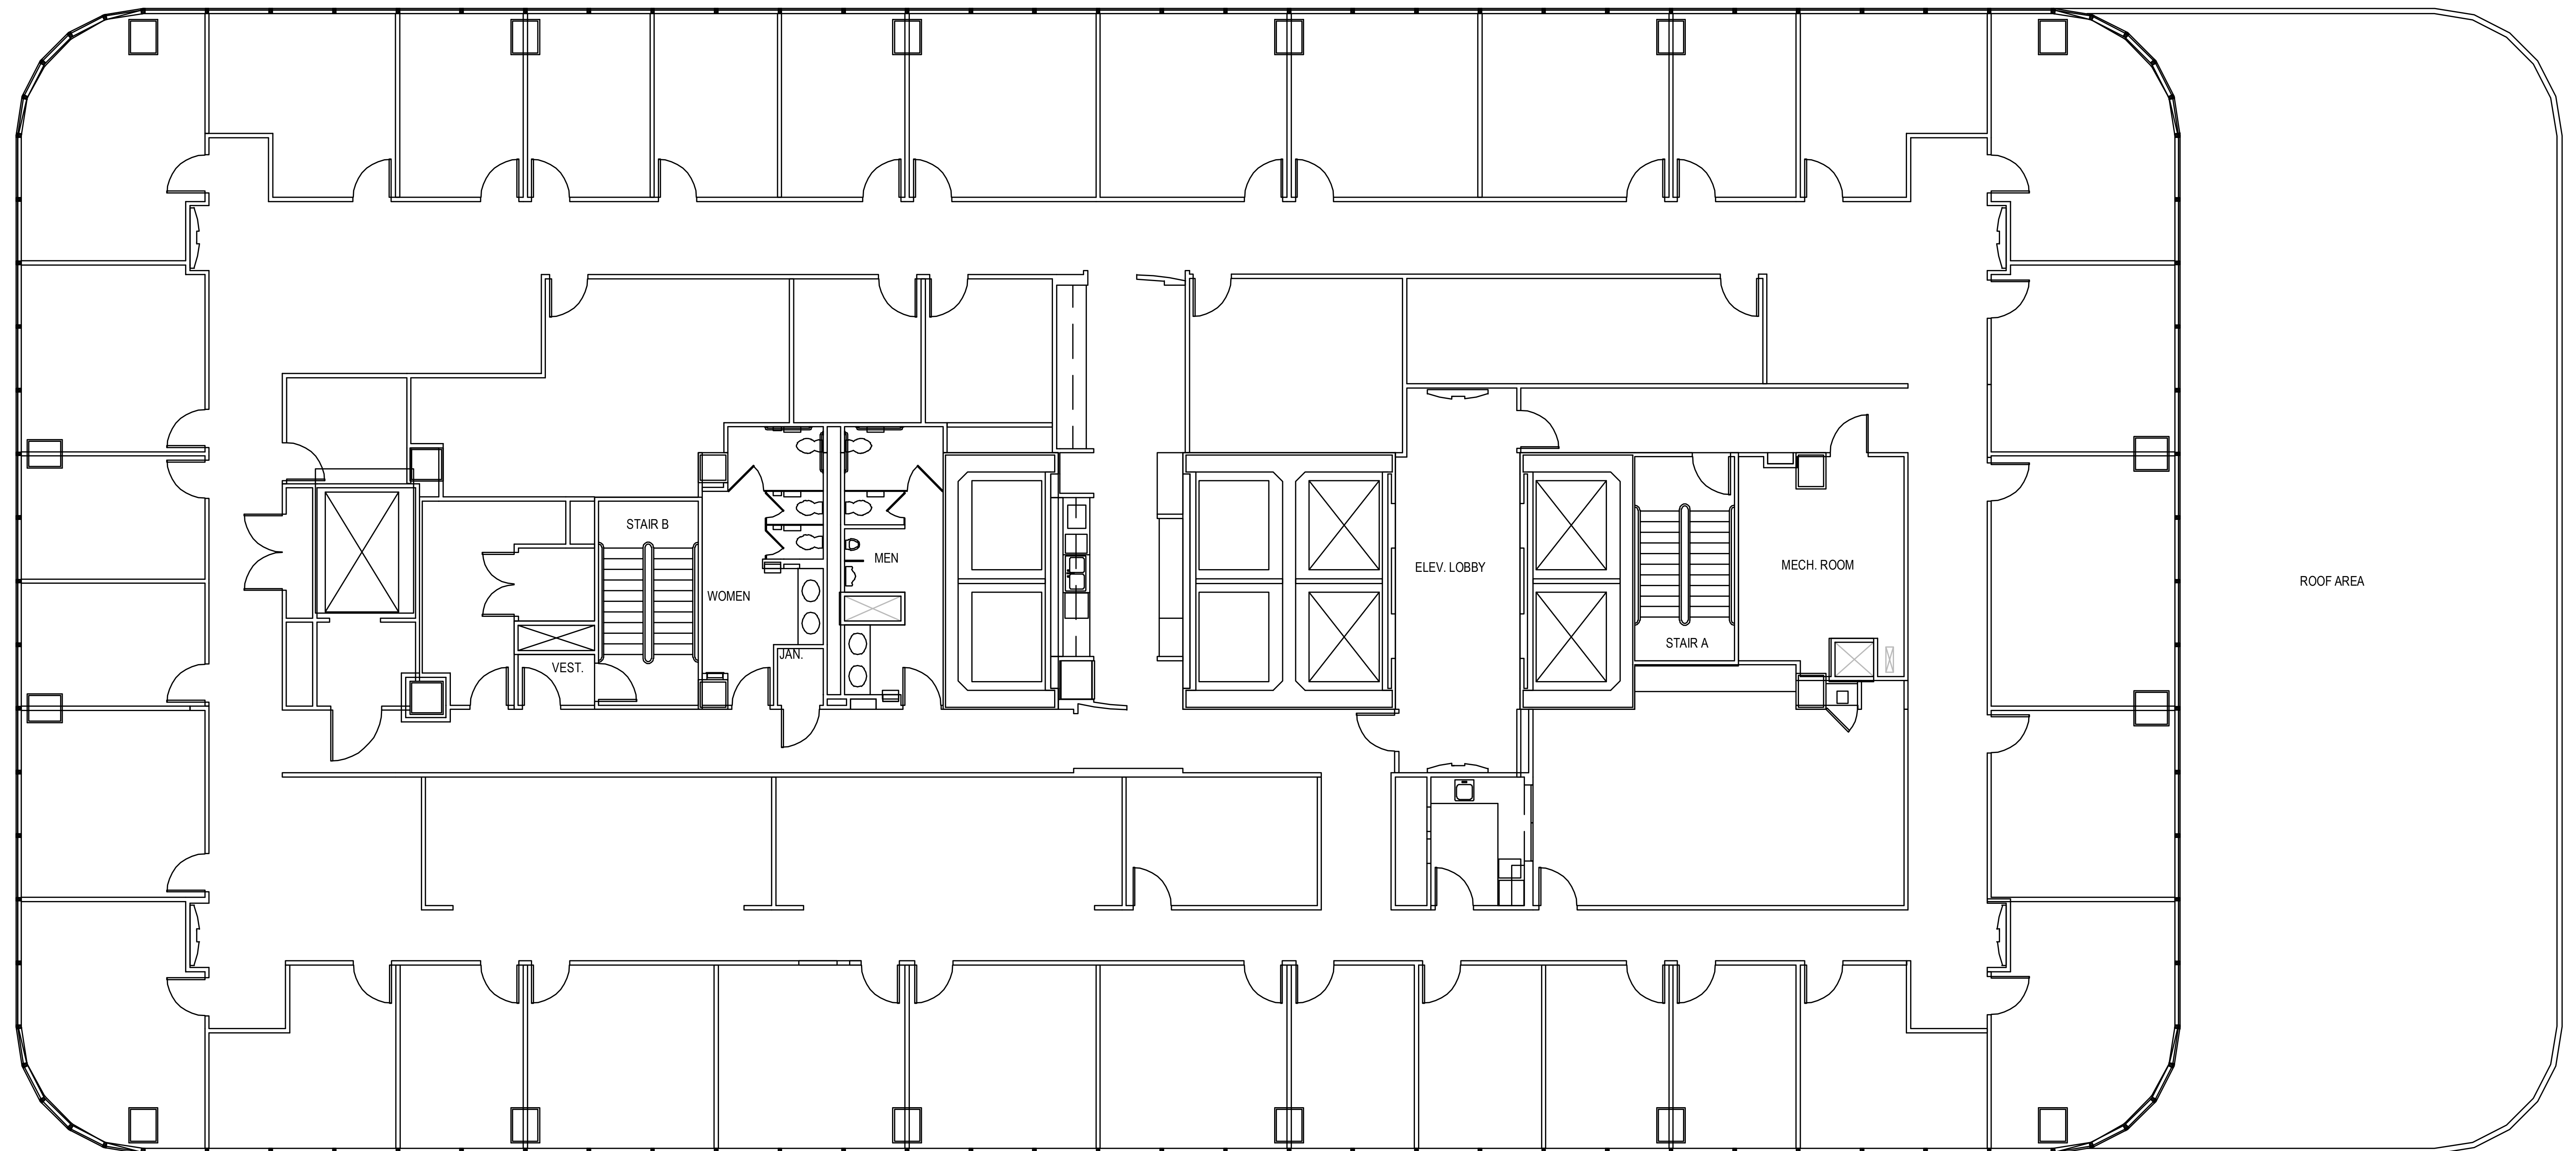 STAIR B
MEN
ELEV. LOBBY
MECH. ROOM
ROOF AREA
WOMEN
STAIR A
JAN.
VEST.